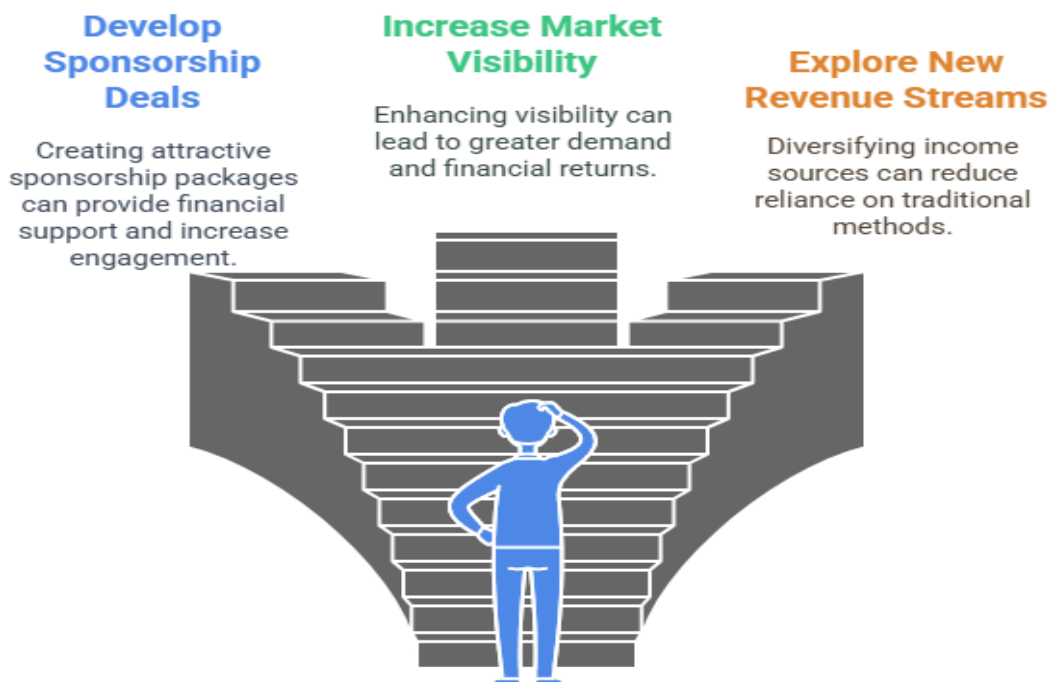 Develop
Sponsorship
Deals
Creating attractive
sponsorship packages
can provide financial
support and increase
engagement.
Increase Market
Visibility
Enhancing visibility can
lead to greater demand
and financial returns.
Explore New
Revenue Streams
Diversifying income
sources can reduce
reliance on traditional
methods.